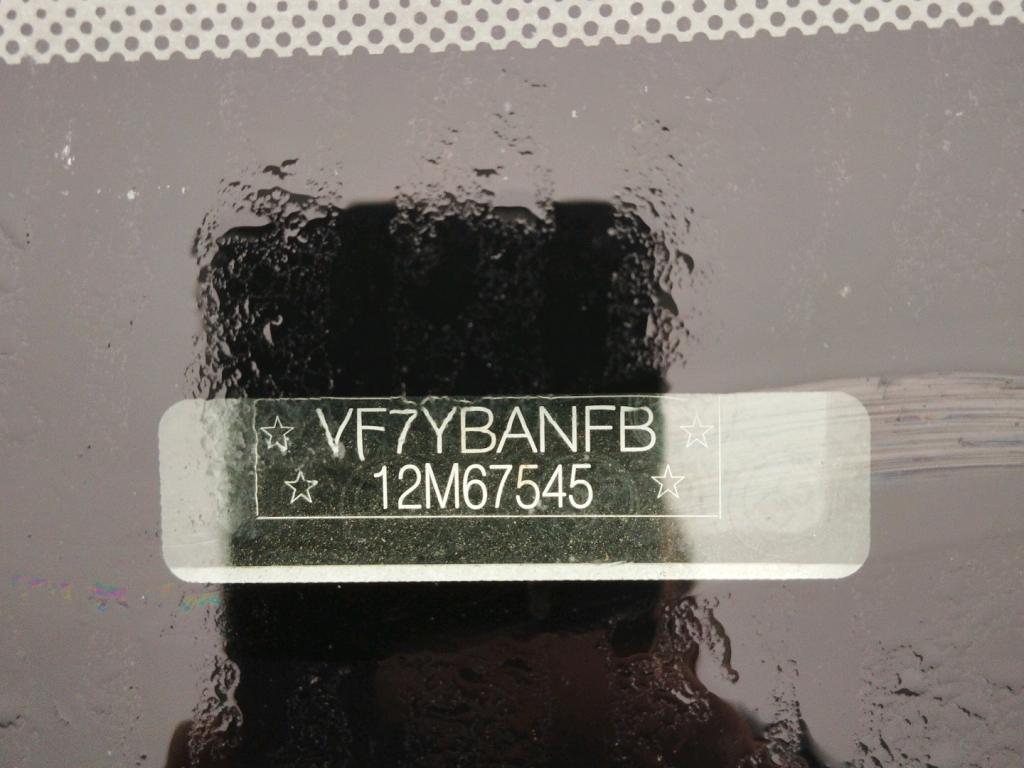 ☆ VF7YBANFB ☆
☆ 12M67545 ☆